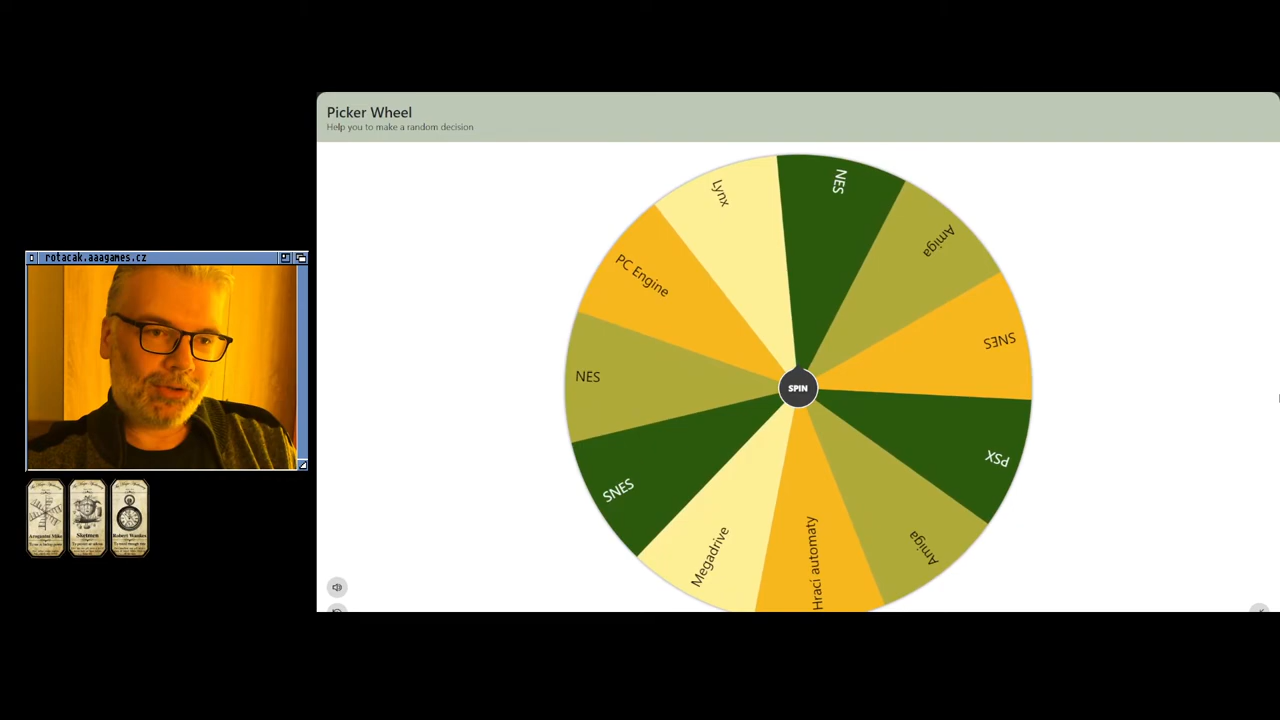 Picker Wheel
Help you to make a random decision
rotacak.aaagames.cz
NES
Amiga
SNES
PSX
Amiga
Hrací automaty
Megadrive
SNES
NES
PC Engine
Lynx
SPIN
Sketmen